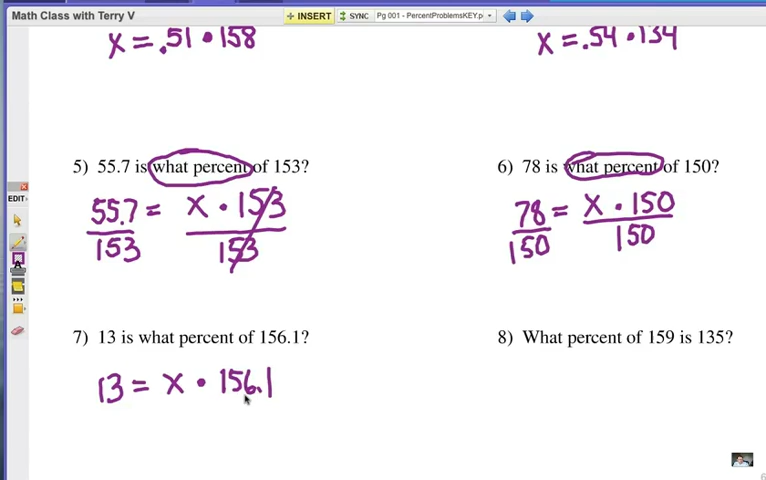 Math Class with Terry V
INSERT
SYNC
Pg 001 - PercentProblemsKEY.p
x = .51 • 158
x = .54 • 134
5) 55.7 is what percent of 153?
55.7 = x • 153
153 153
6) 78 is what percent of 150?
78 = x • 150
150 150
EDIT
7) 13 is what percent of 156.1?
13 = x • 156.1
8) What percent of 159 is 135?
6